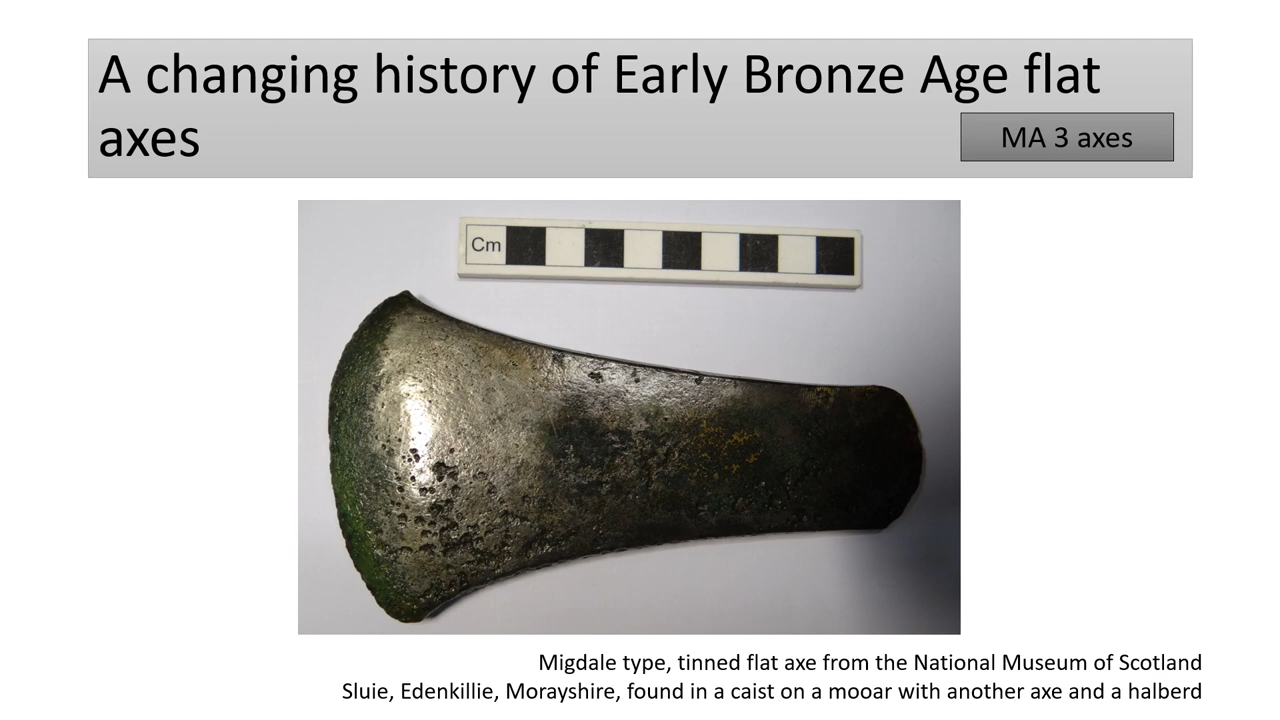 A changing history of Early Bronze Age flat
axes
MA 3 axes
Cm
Migdale type, tinned flat axe from the National Museum of Scotland
Sluie, Edenkillie, Morayshire, found in a caist on a mooar with another axe and a halberd